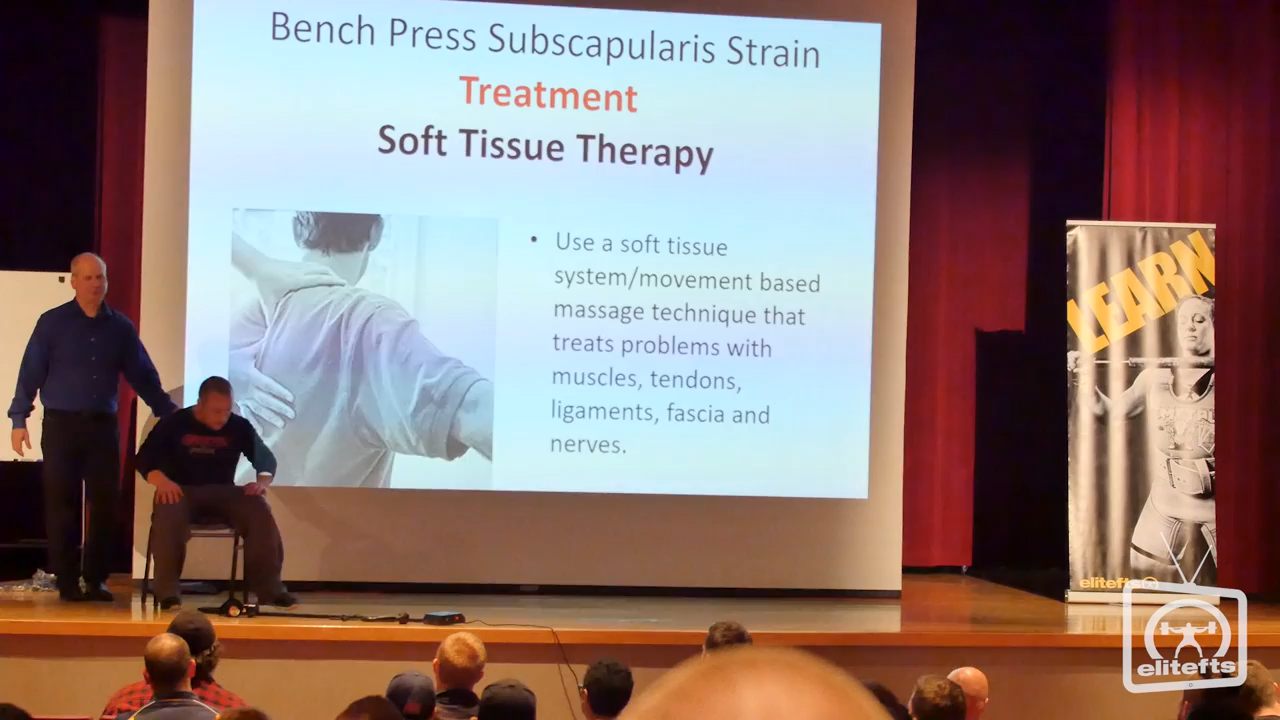 Bench Press Subscapularis Strain
Treatment
Soft Tissue Therapy
• Use a soft tissue
system/movement based
massage technique that
treats problems with
muscles, tendons,
ligaments, fascia and
nerves.
LEARN
elitefts
elitefts